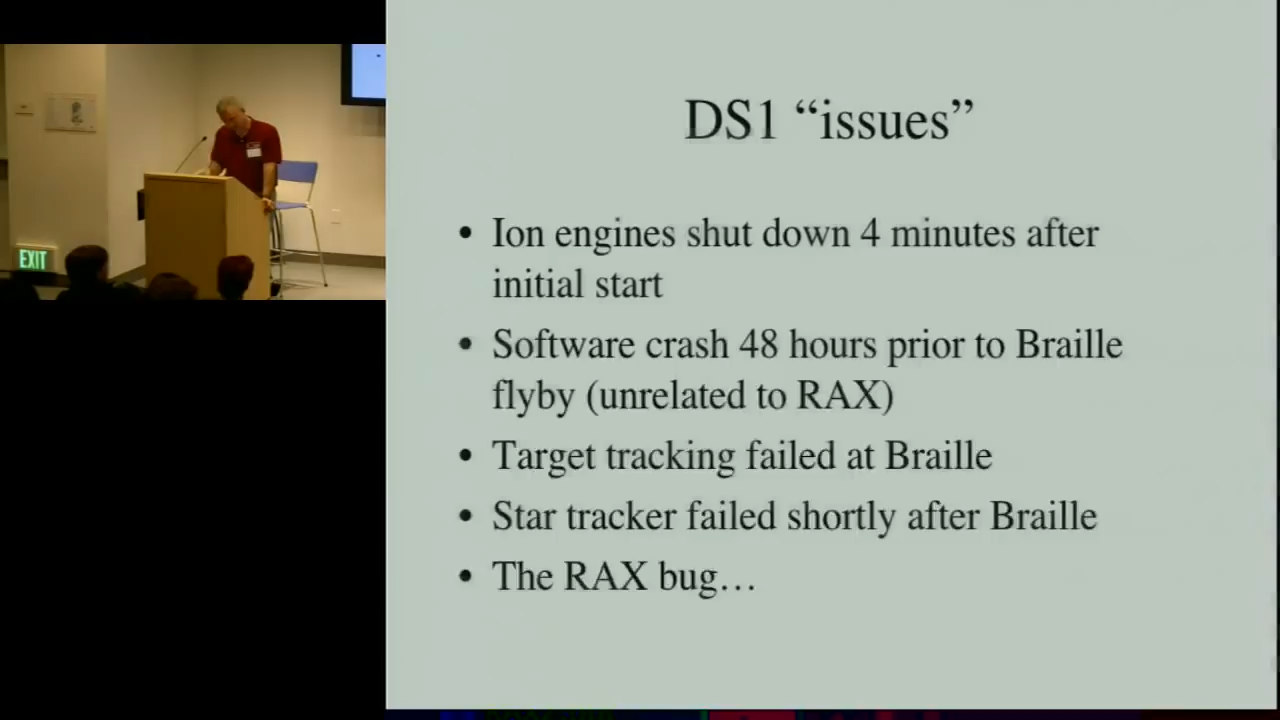 DS1 “issues”
• Ion engines shut down 4 minutes after
initial start
• Software crash 48 hours prior to Braille
flyby (unrelated to RAX)
• Target tracking failed at Braille
• Star tracker failed shortly after Braille
• The RAX bug…
EXIT